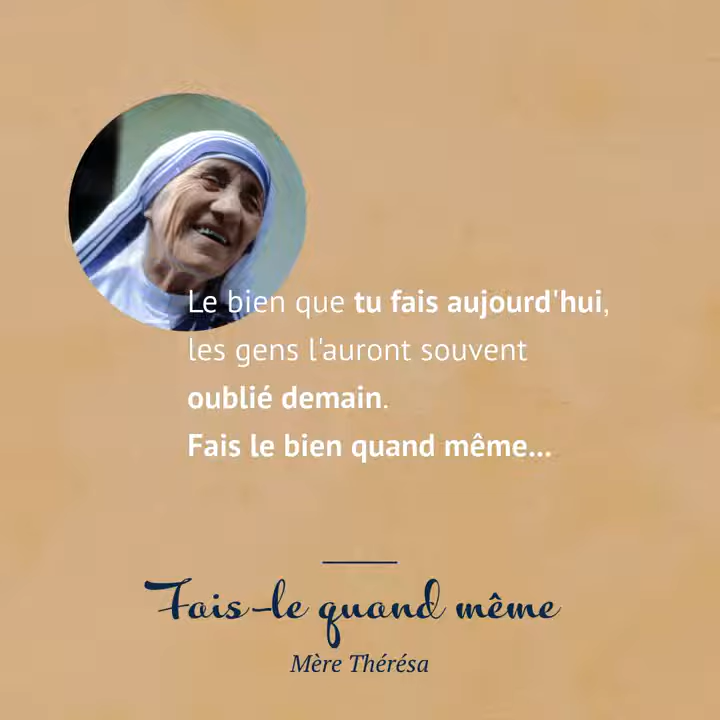 Le bien que tu fais aujourd'hui,
les gens l'auront souvent
oublié demain.
Fais le bien quand même...
Fais-le quand même
Mère Thérésa